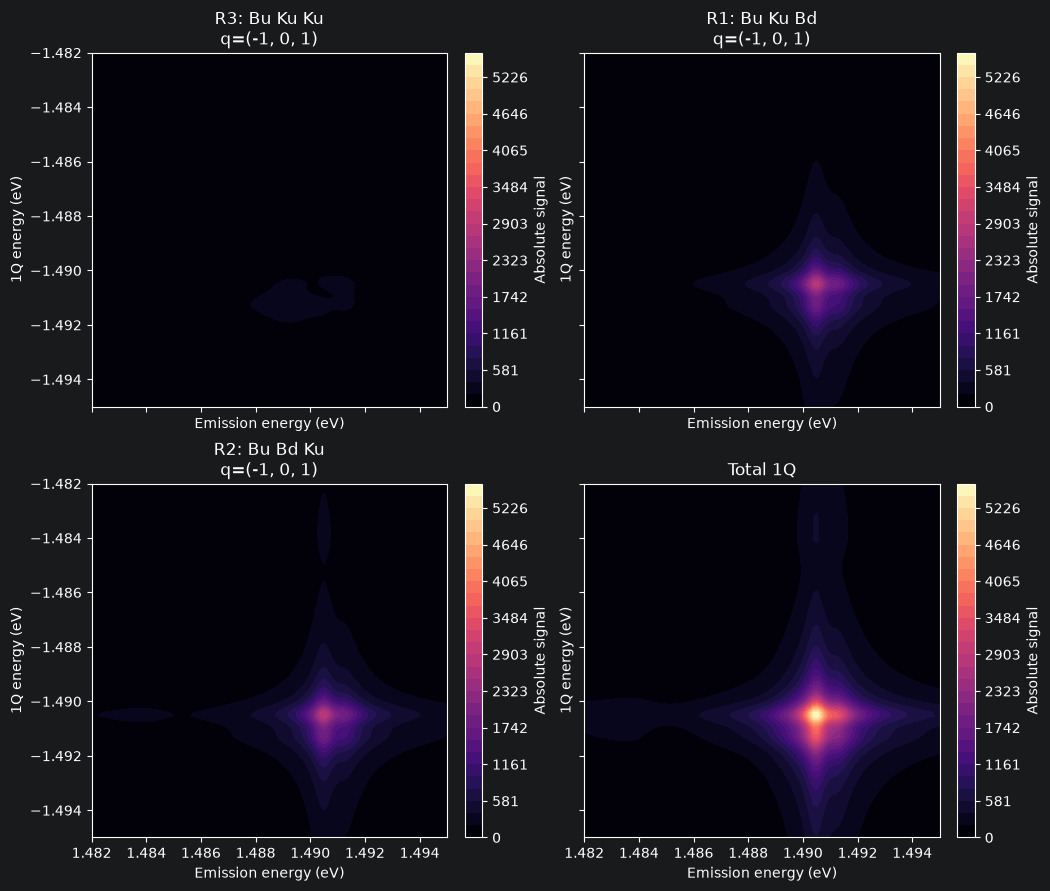 R3: Bu Ku Ku
q=(-1, 0, 1)
−1.482
−1.484
−1.486
−1.488
−1.490
−1.492
−1.494
1Q energy (eV)
Emission energy (eV)
5226
4646
4065
3484
2903
2323
1742
1161
581
0
Absolute signal
R1: Bu Ku Bd
q=(-1, 0, 1)
1Q energy (eV)
Emission energy (eV)
5226
4646
4065
3484
2903
2323
1742
1161
581
0
Absolute signal
R2: Bu Bd Ku
q=(-1, 0, 1)
−1.482
−1.484
−1.486
−1.488
−1.490
−1.492
−1.494
1Q energy (eV)
1.482 1.484 1.486 1.488 1.490 1.492 1.494
Emission energy (eV)
5226
4646
4065
3484
2903
2323
1742
1161
581
0
Absolute signal
Total 1Q
1Q energy (eV)
1.482 1.484 1.486 1.488 1.490 1.492 1.494
Emission energy (eV)
5226
4646
4065
3484
2903
2323
1742
1161
581
0
Absolute signal